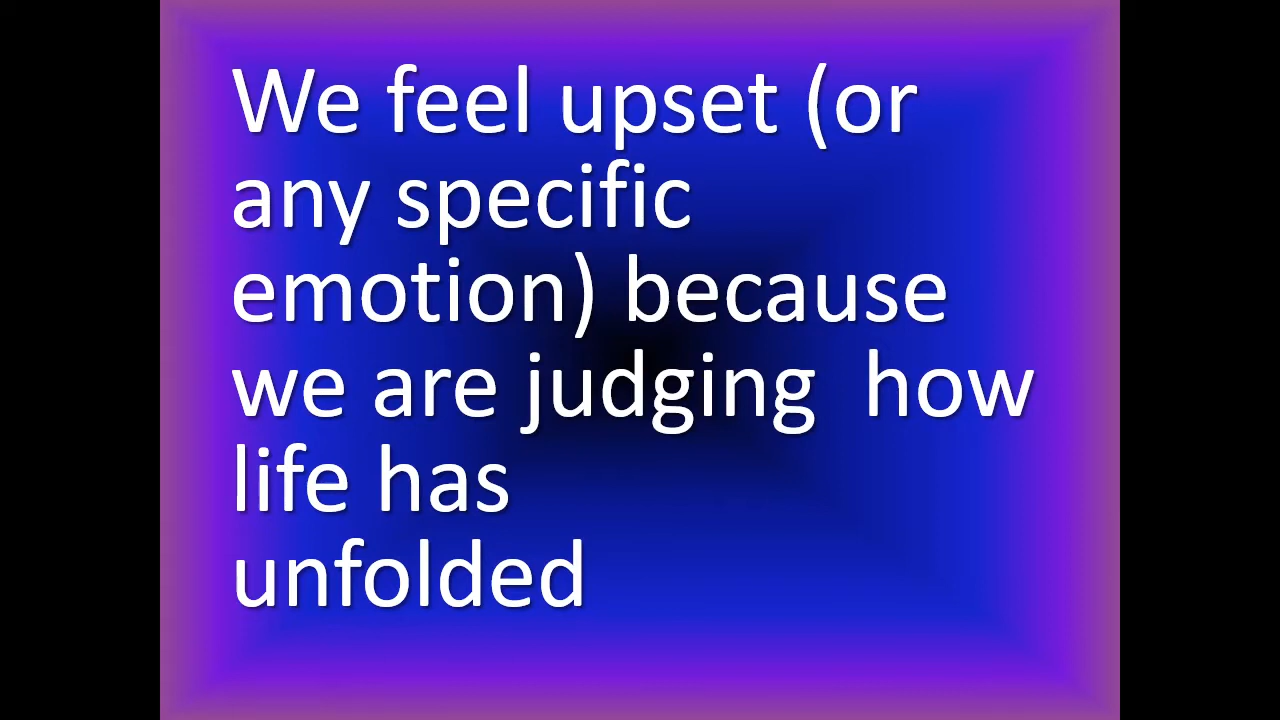 We feel upset (or
any specific
emotion) because
we are judging  how
life has
unfolded